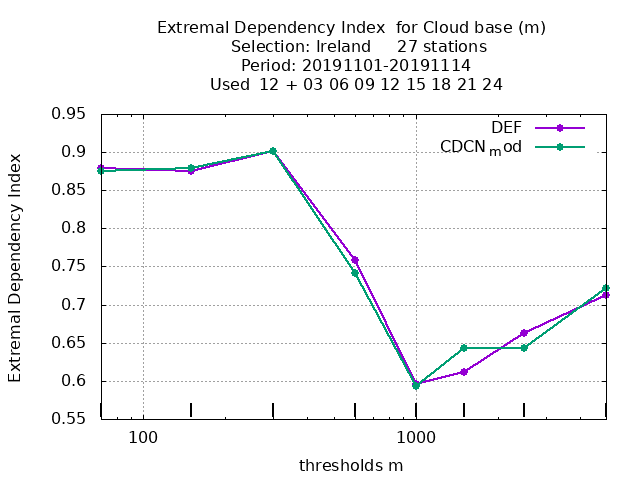 Extremal Dependency Index  for Cloud base (m)
Selection: Ireland     27 stations
Period: 20191101-20191114
Used  12 + 03 06 09 12 15 18 21 24
DEF
CDCNmod
Extremal Dependency Index
0.95
0.9
0.85
0.8
0.75
0.7
0.65
0.6
0.55
100
1000
thresholds m